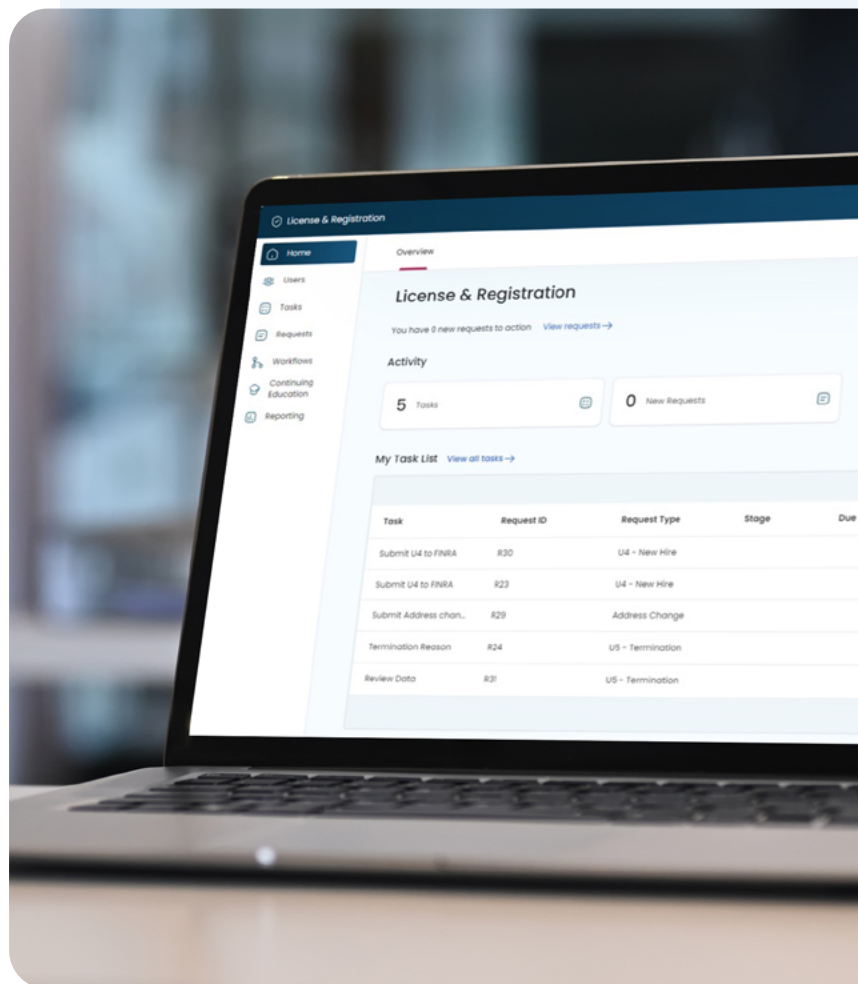 License & Registration
Home
Users
Tasks
Requests
Workflows
Continuing
Education
Reporting
Overview
License & Registration
You have 0 new requests to action View requests→
Activity
5 Tasks
0 New Requests
My Task List View all tasks→
Task Request ID Request Type Stage Due
Submit U4 to FINRA R30 U4 - New Hire
Submit U4 to FINRA R23 U4 - New Hire
Submit Address chan... R29 Address Change
Termination Reason R24 U5 - Termination
Review Data R31 U5 - Termination